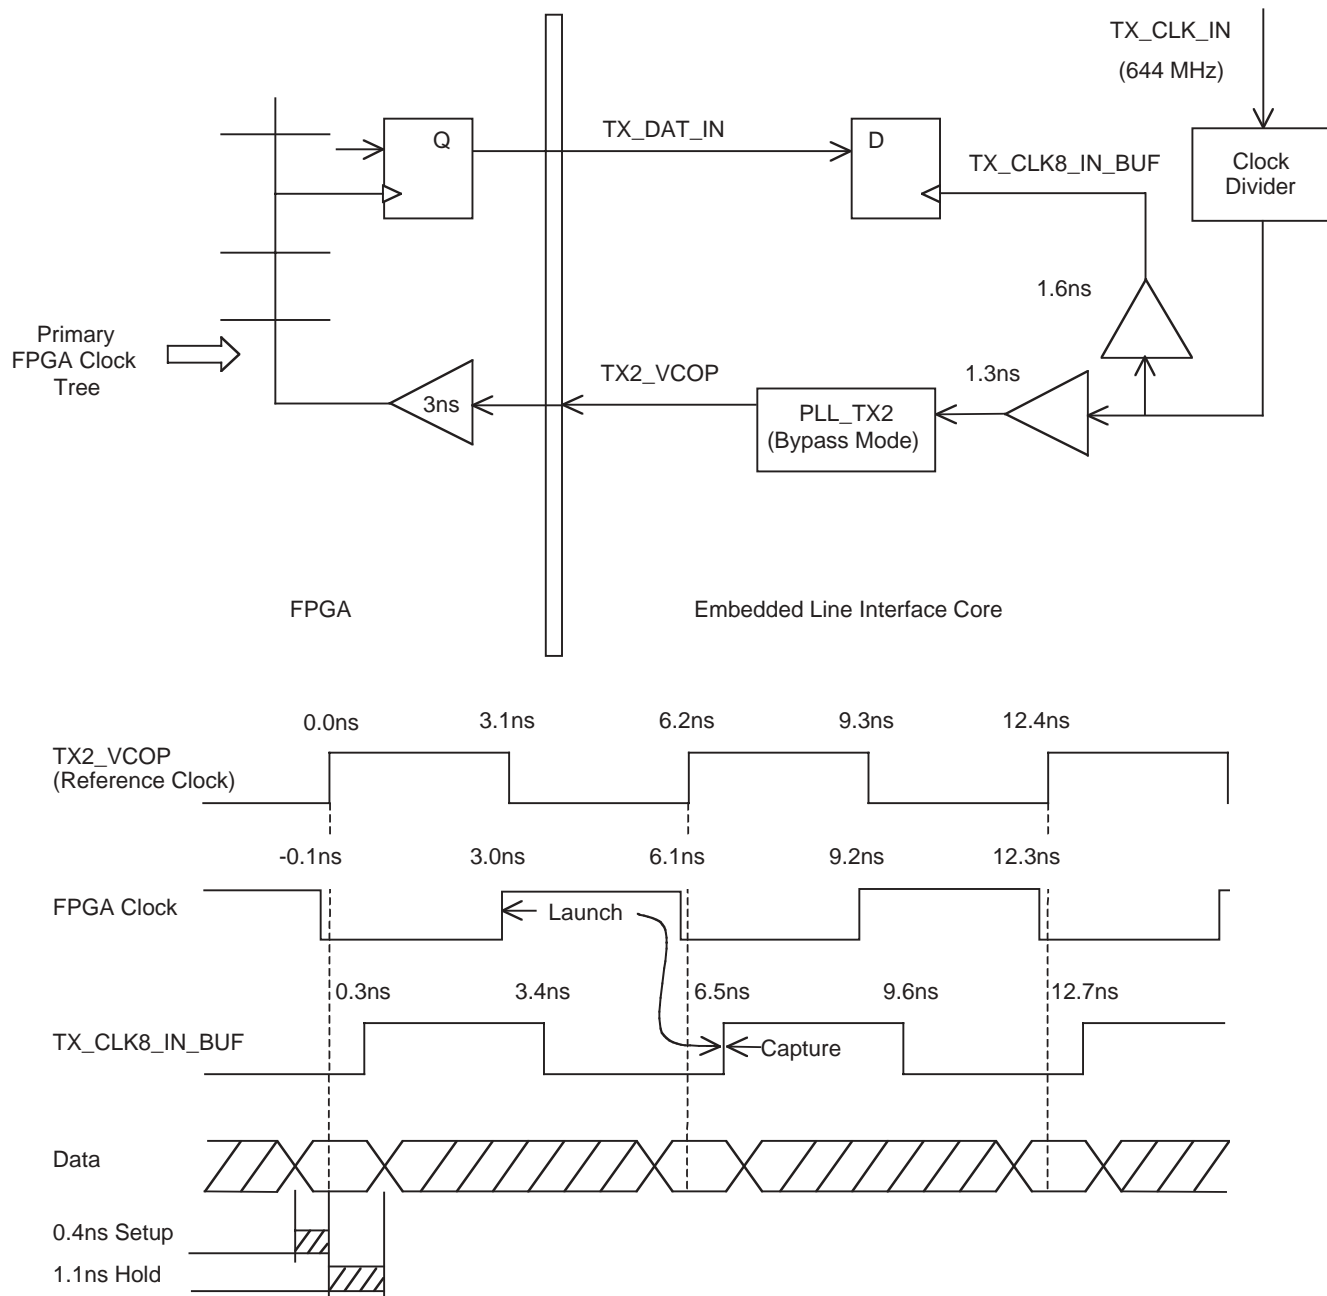 TX_CLK_IN
(644 MHz)
Q
TX_DAT_IN
D
TX_CLK8_IN_BUF
Clock
Divider
1.6ns
Primary
FPGA Clock
Tree
3ns
TX2_VCOP
PLL_TX2
(Bypass Mode)
1.3ns
FPGA
Embedded Line Interface Core
0.0ns
3.1ns
6.2ns
9.3ns
12.4ns
TX2_VCOP
(Reference Clock)
-0.1ns
3.0ns
6.1ns
9.2ns
12.3ns
FPGA Clock
Launch
0.3ns
3.4ns
6.5ns
9.6ns
12.7ns
TX_CLK8_IN_BUF
Capture
Data
0.4ns Setup
1.1ns Hold